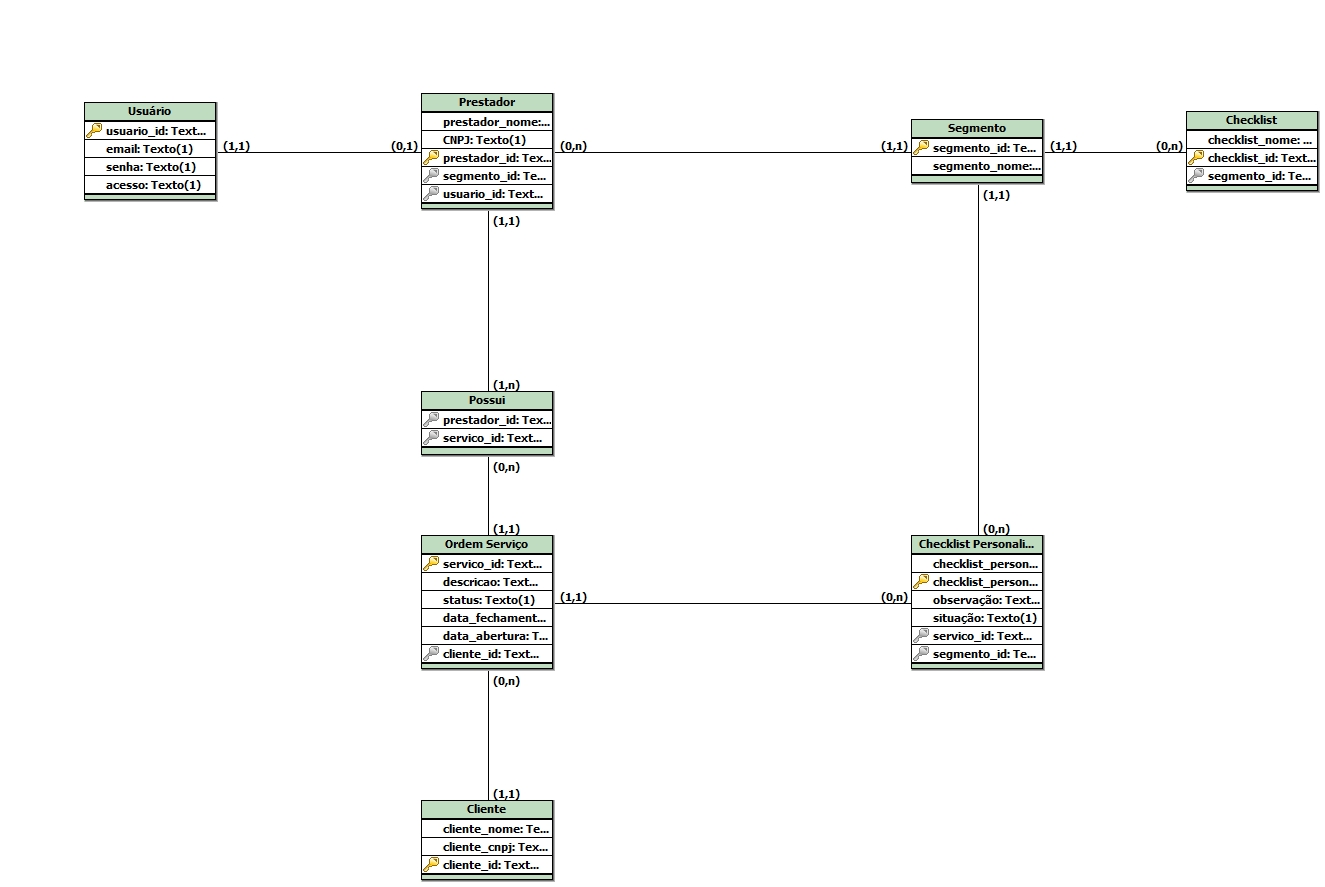 Usuário
usuario_id: Text...
email: Texto(1)
senha: Texto(1)
acesso: Texto(1)
(1,1)
(0,1)
Prestador
prestador_nome:...
CNPJ: Texto(1)
prestador_id: Tex...
segmento_id: Te...
usuario_id: Text...
(0,n)
(1,1)
Segmento
segmento_id: Te...
segmento_nome:...
(1,1)
(0,n)
Checklist
checklist_nome: ...
checklist_id: Text...
segmento_id: Te...
(1,1)
(1,1)
(1,n)
Possui
prestador_id: Tex...
servico_id: Text...
(0,n)
(1,1)
(0,n)
Ordem Serviço
servico_id: Text...
descricao: Text...
status: Texto(1)
data_fechament...
data_abertura: T...
cliente_id: Text...
(1,1)
(0,n)
Checklist Personali...
checklist_person...
checklist_person...
observação: Text...
situação: Texto(1)
servico_id: Text...
segmento_id: Te...
(0,n)
(1,1)
Cliente
cliente_nome: Te...
cliente_cnpj: Tex...
cliente_id: Text...